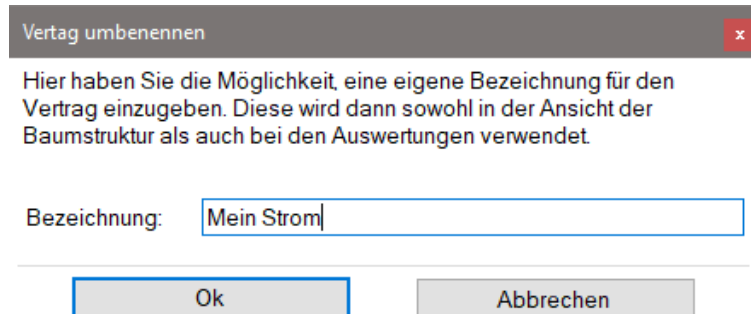 Vertag umbenennen
x
Hier haben Sie die Möglichkeit, eine eigene Bezeichnung für den
Vertrag einzugeben. Diese wird dann sowohl in der Ansicht der
Baumstruktur als auch bei den Auswertungen verwendet.
Bezeichnung: Mein Strom
Ok Abbrechen